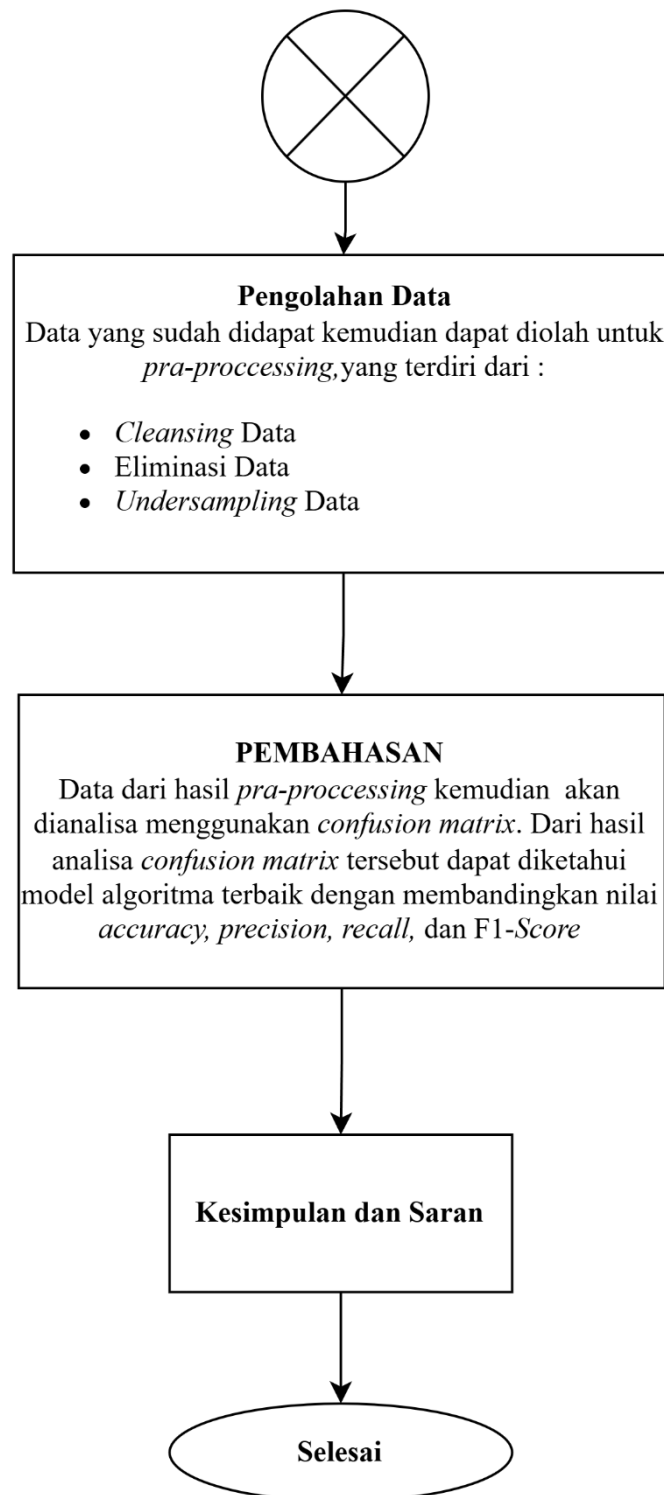 Pengolahan Data
Data yang sudah didapat kemudian dapat diolah untuk
pra-proccessing,yang terdiri dari :
• Cleansing Data
• Eliminasi Data
• Undersampling Data
PEMBAHASAN
Data dari hasil pra-proccessing kemudian akan
dianalisa menggunakan confusion matrix. Dari hasil
analisa confusion matrix tersebut dapat diketahui
model algoritma terbaik dengan membandingkan nilai
accuracy, precision, recall, dan F1-Score
Kesimpulan dan Saran
Selesai